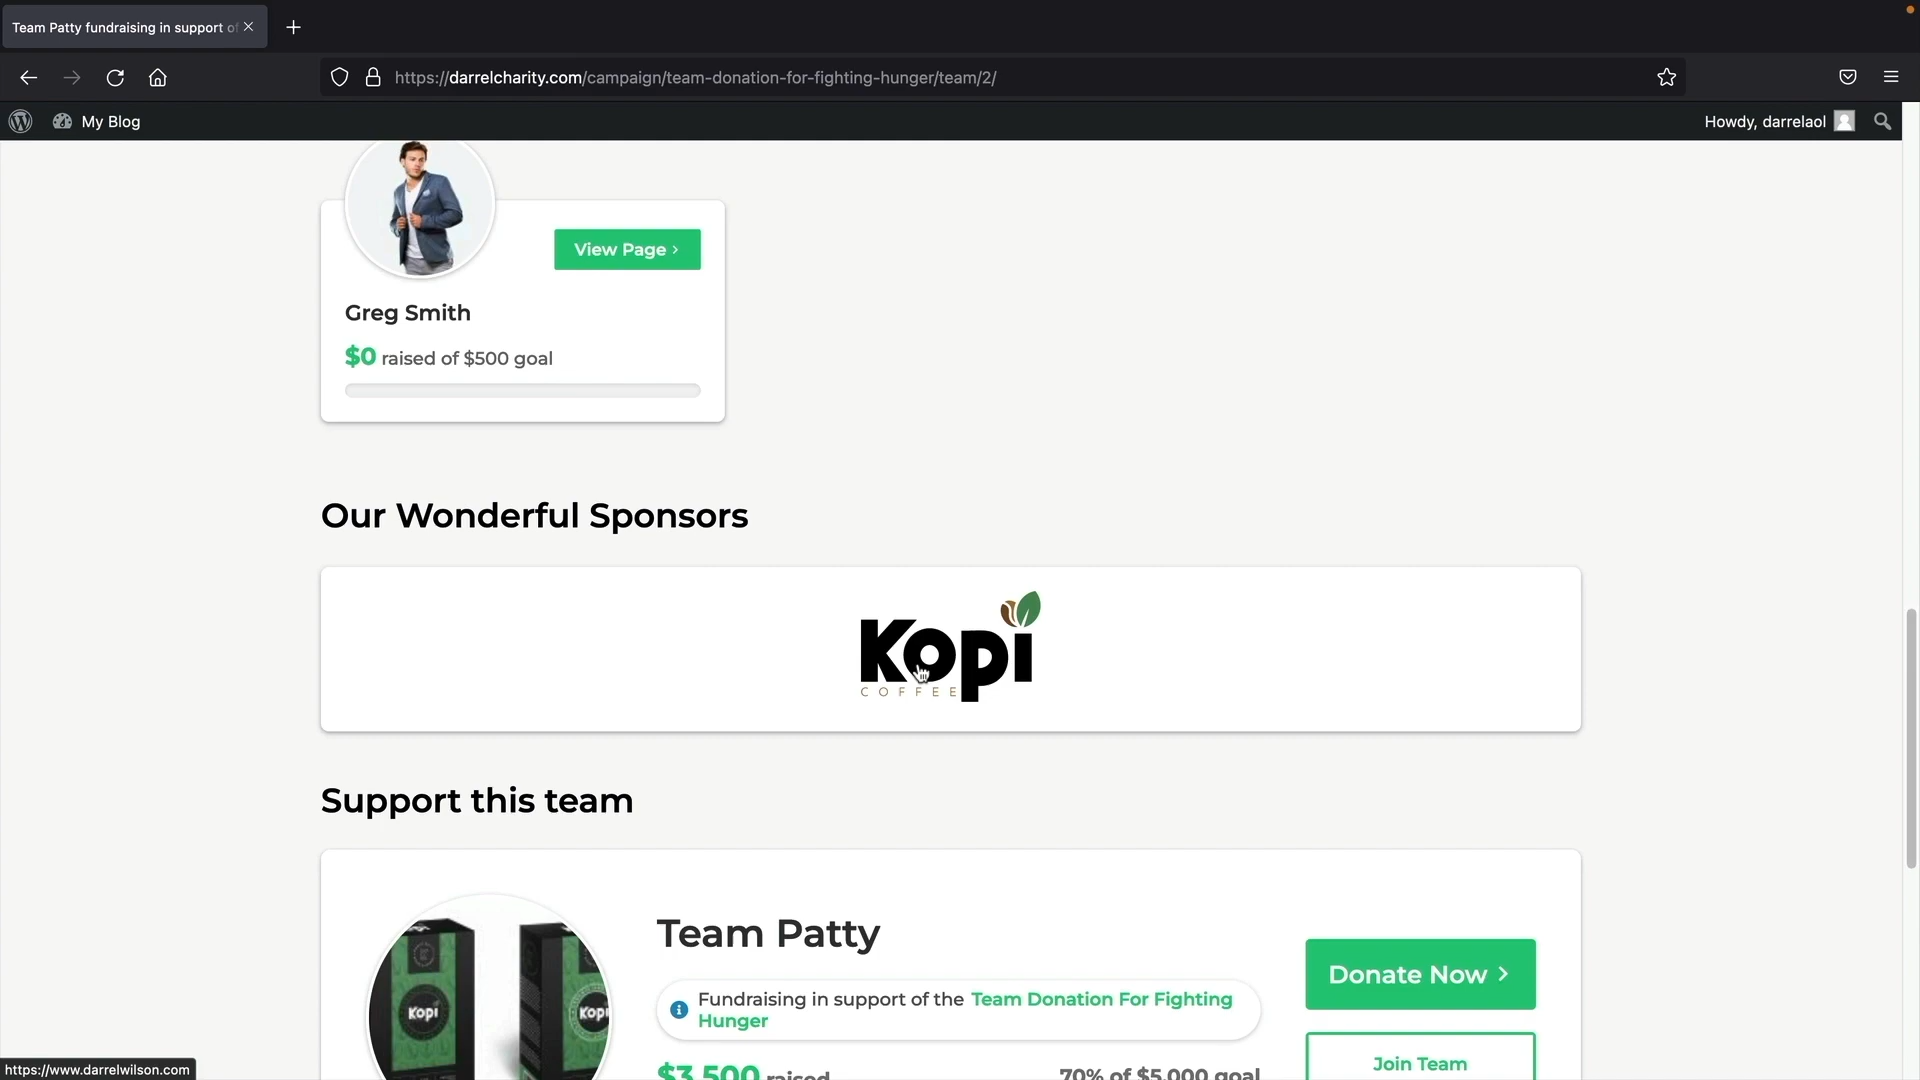 Team Patty fundraising in support of
https://darrelcharity.com/campaign/team-donation-for-fighting-hunger/team/2/
My Blog
Howdy, darrelaol
View Page ›
Greg Smith
$0 raised of $500 goal
Our Wonderful Sponsors
Kopi
COFFEE
Support this team
Team Patty
Fundraising in support of the Team Donation For Fighting
Hunger
Donate Now
Kopi
Kopi
$3,500 raised
70% of $5,000 goal
Join Team
https://www.darrelwilson.com